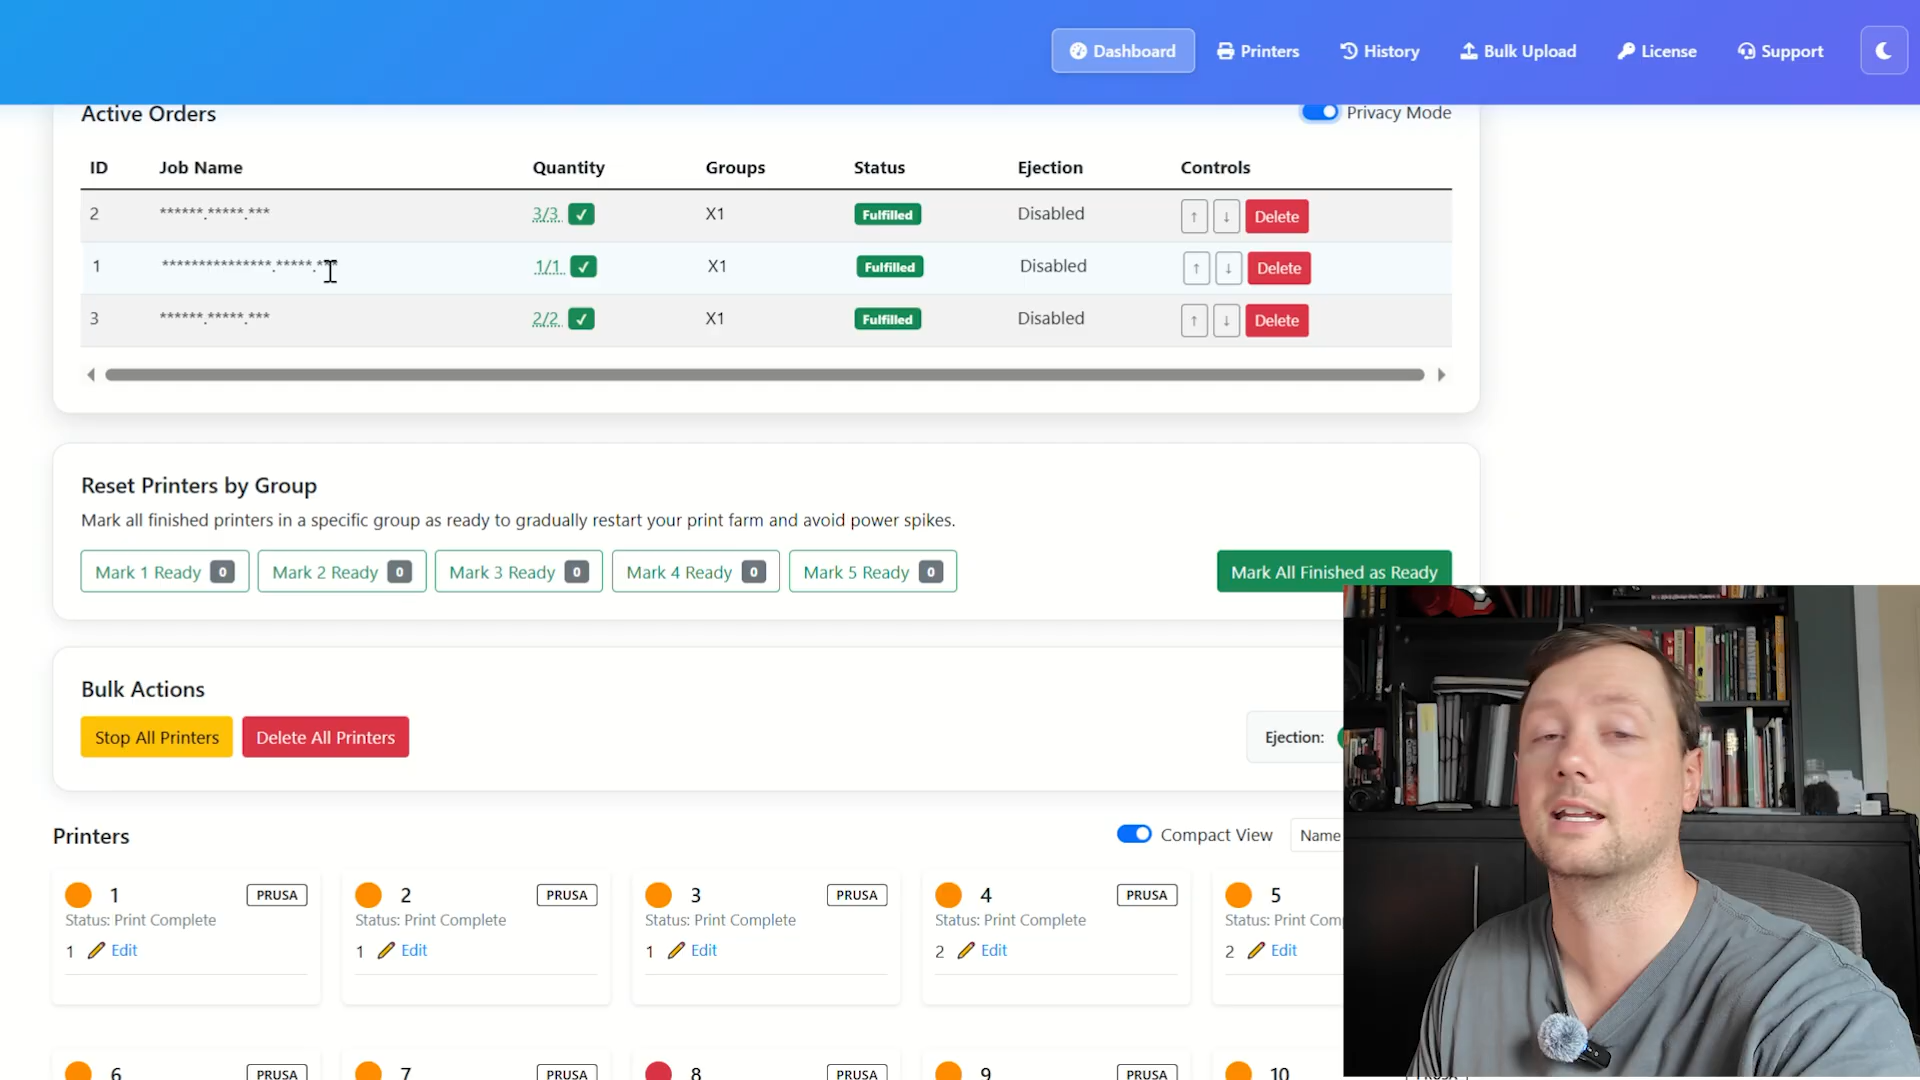 Dashboard Printers History Bulk Upload License Support
Active Orders Privacy Mode
ID Job Name Quantity Groups Status Ejection Controls
2 ******.*****.*** 3/3 ✓ X1 Fulfilled Disabled ↑ ↓ Delete
1 1/1 ✓ X1 Fulfilled Disabled ↑ ↓ Delete
3 ******.*****.*** 2/2 ✓ X1 Fulfilled Disabled ↑ ↓ Delete
Reset Printers by Group
Mark all finished printers in a specific group as ready to gradually restart your print farm and avoid power spikes.
Mark 1 Ready 0 Mark 2 Ready 0 Mark 3 Ready 0 Mark 4 Ready 0 Mark 5 Ready 0 Mark All Finished as Ready
Bulk Actions
Stop All Printers Delete All Printers Ejection:
Printers Compact View Name
1 PRUSA 2 PRUSA 3 PRUSA 4 PRUSA 5
Status: Print Complete Status: Print Complete Status: Print Complete Status: Print Complete Status: Print Com
1 Edit 1 Edit 1 Edit 2 Edit 2 Edit
6 PRUSA 7 PRUSA 8 PRUSA 9 PRUSA 10